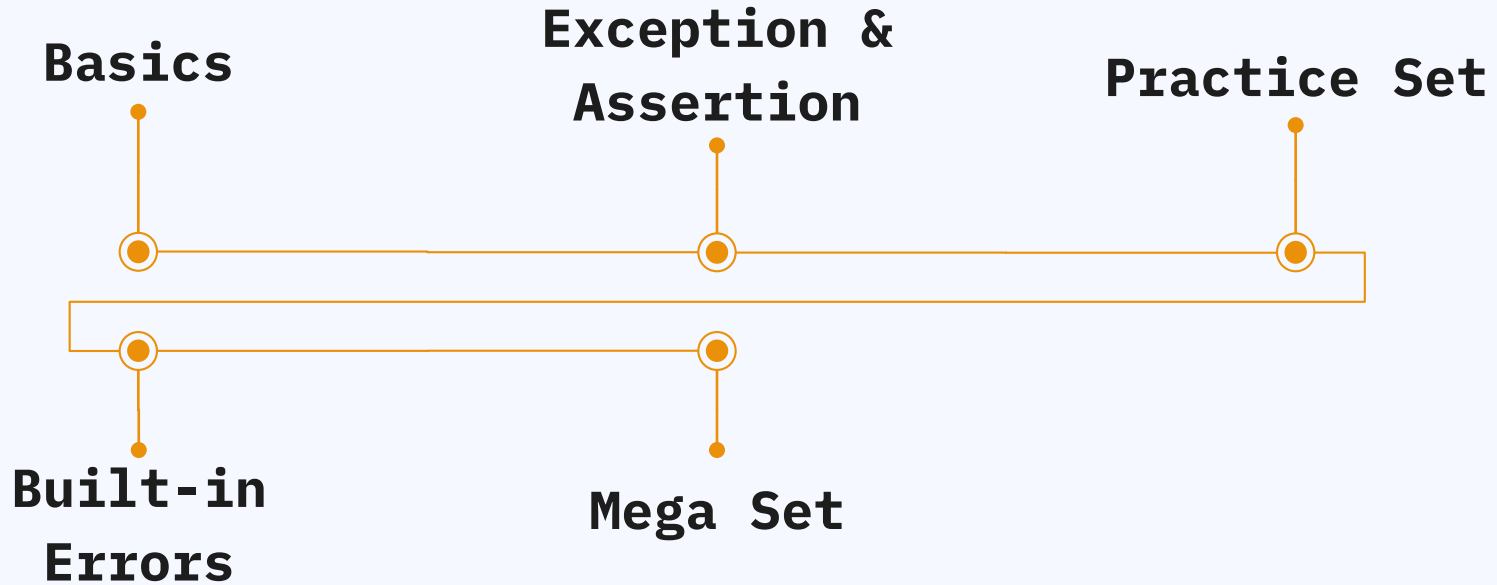 Basics
Exception &
Assertion
Practice Set
Built-in
Errors
Mega Set